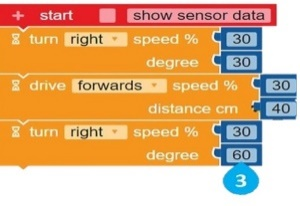 + start show sensor data
turn right speed % 30
degree 30
drive forwards speed % 30
distance cm 40
turn right speed % 30
degree 60
3